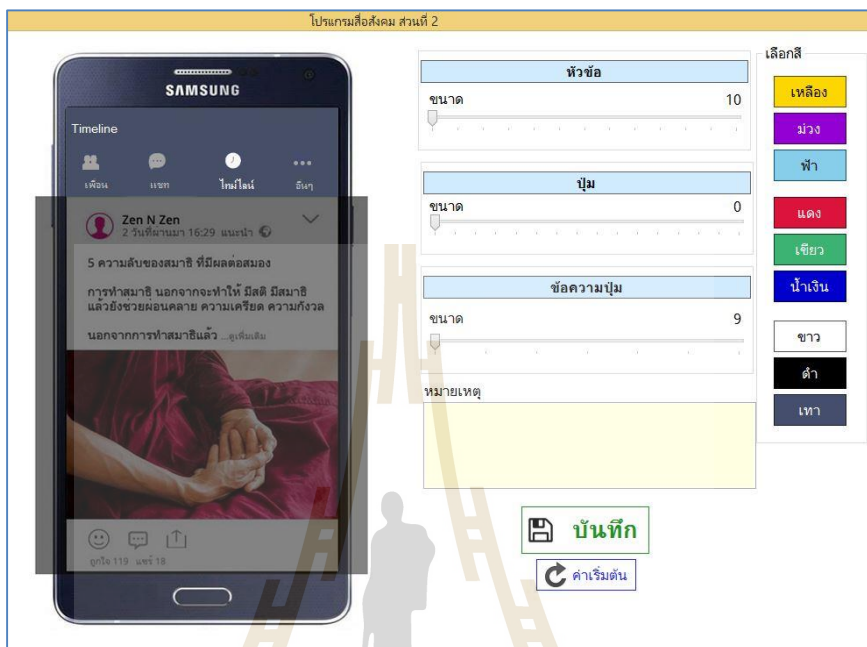 โปรแกรมสื่อสังคม ส่วนที่ 2
SAMSUNG
Timeline
เพื่อน แชท ไทม์ไลน์ อื่นๆ
Zen N Zen
2 วันที่ผ่านมา 16:29 แนะนำ
5 ความลับของสมาธิ ที่มีผลต่อสมอง
การทำสมาธิ นอกจากจะทำให้ มีสติ มีสมาธิ
แล้วยังช่วยผ่อนคลาย ความเครียด ความกังวล
นอกจากการทำสมาธิแล้ว ...ดูเพิ่มเติม
ถูกใจ 119 แชร์ 18
หัวข้อ
ขนาด 10
ปุ่ม
ขนาด 0
ข้อความปุ่ม
ขนาด 9
หมายเหตุ
บันทึก
ค่าเริ่มต้น
เลือกสี
เหลือง
ม่วง
ฟ้า
แดง
เขียว
น้ำเงิน
ขาว
ดำ
เทา